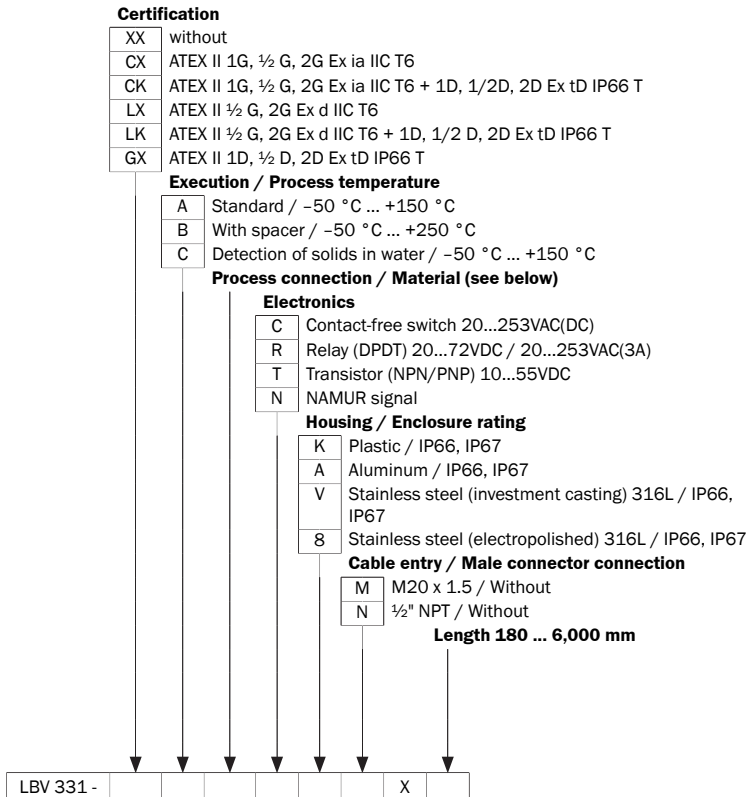 Certification
XX without
CX ATEX II 1G, ½ G, 2G Ex ia IIC T6
CK ATEX II 1G, ½ G, 2G Ex ia IIC T6 + 1D, 1/2D, 2D Ex tD IP66 T
LX ATEX II ½ G, 2G Ex d IIC T6
LK ATEX II ½ G, 2G Ex d IIC T6 + 1D, 1/2 D, 2D Ex tD IP66 T
GX ATEX II 1D, ½ D, 2D Ex tD IP66 T
Execution / Process temperature
A Standard / –50 °C ... +150 °C
B With spacer / –50 °C ... +250 °C
C Detection of solids in water / –50 °C ... +150 °C
Process connection / Material (see below)
Electronics
C Contact-free switch 20...253VAC(DC)
R Relay (DPDT) 20...72VDC / 20...253VAC(3A)
T Transistor (NPN/PNP) 10...55VDC
N NAMUR signal
Housing / Enclosure rating
K Plastic / IP66, IP67
A Aluminum / IP66, IP67
V Stainless steel (investment casting) 316L / IP66,
IP67
8 Stainless steel (electropolished) 316L / IP66, IP67
Cable entry / Male connector connection
M M20 x 1.5 / Without
N ½" NPT / Without
Length 180 ... 6,000 mm
LBV 331 - X